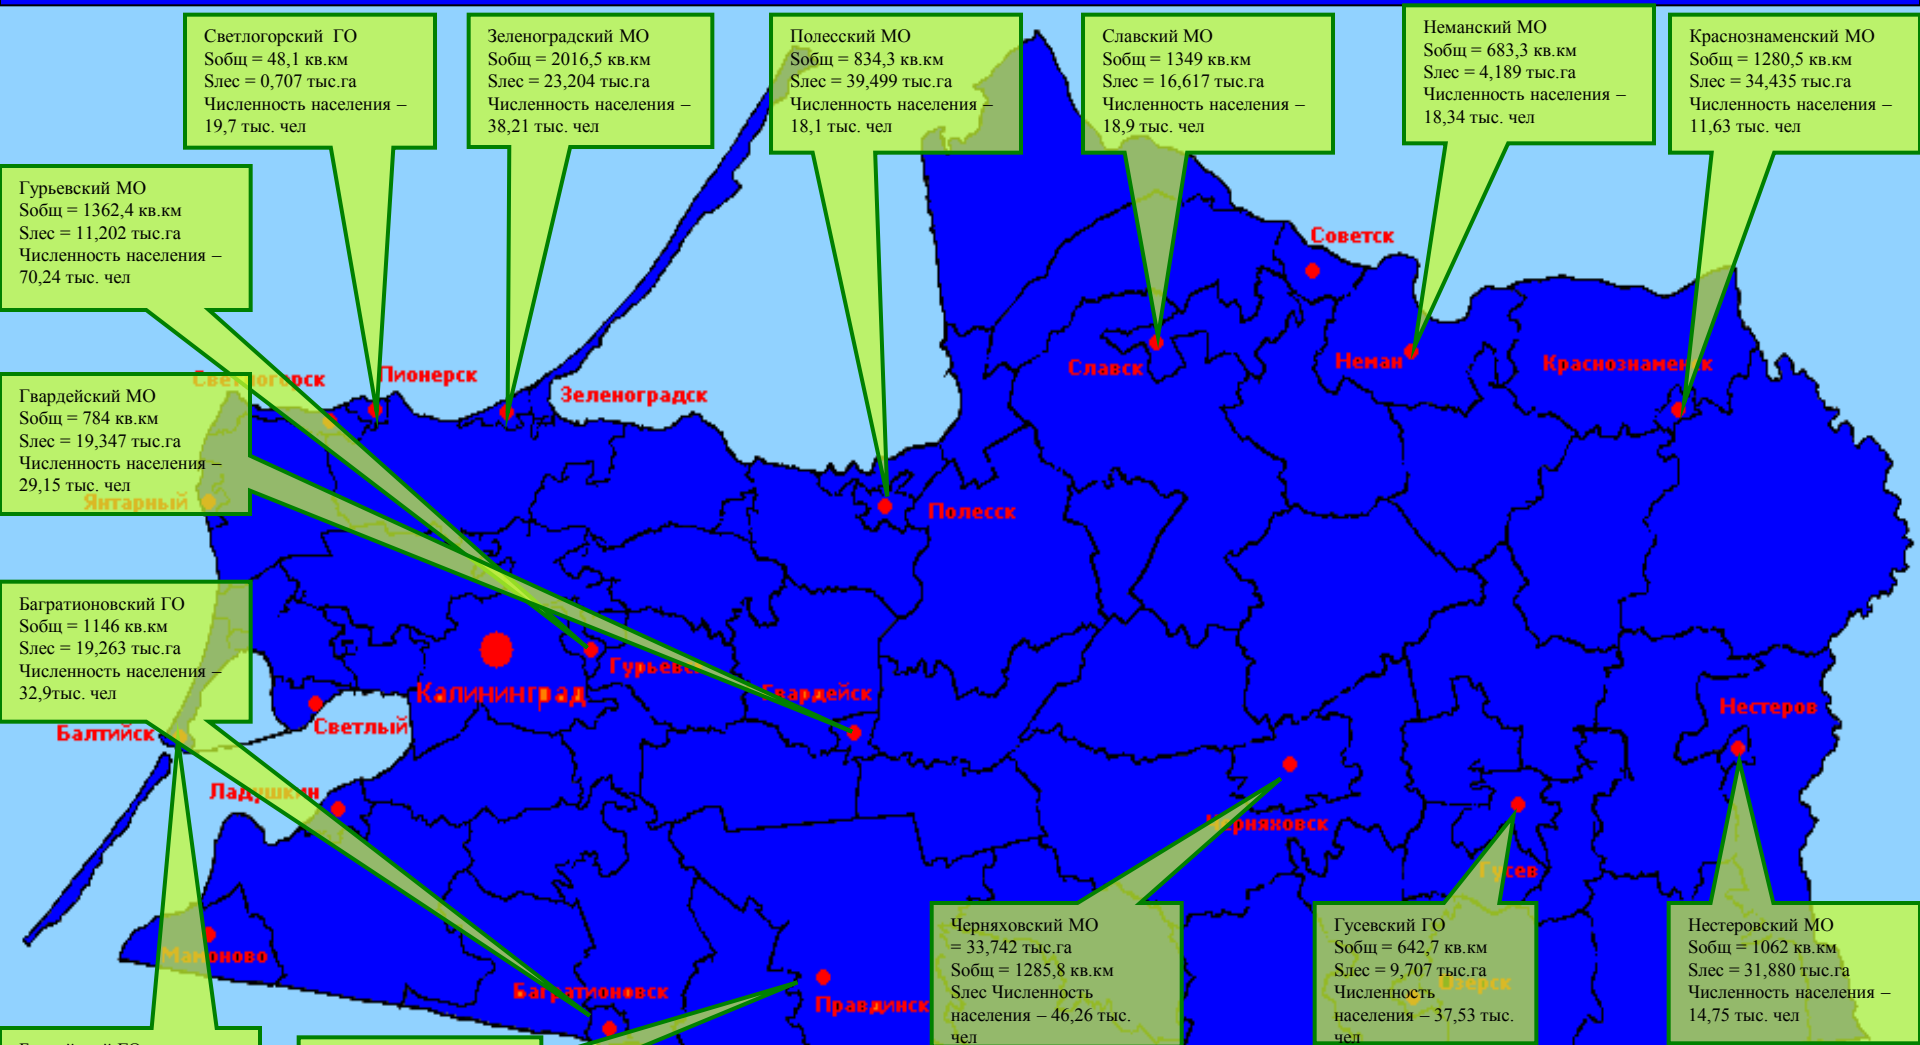 Светлогорский ГО
Sобщ = 48,1 кв.км
Sлес = 0,707 тыс.га
Численность населения –
19,7 тыс. чел
Зеленоградский МО
Sобщ = 2016,5 кв.км
Sлес = 23,204 тыс.га
Численность населения –
38,21 тыс. чел
Полесский МО
Sобщ = 834,3 кв.км
Sлес = 39,499 тыс.га
Численность населения –
18,1 тыс. чел
Славский МО
Sобщ = 1349 кв.км
Sлес = 16,617 тыс.га
Численность населения –
18,9 тыс. чел
Неманский МО
Sобщ = 683,3 кв.км
Sлес = 4,189 тыс.га
Численность населения –
18,34 тыс. чел
Краснознаменский МО
Sобщ = 1280,5 кв.км
Sлес = 34,435 тыс.га
Численность населения –
11,63 тыс. чел
Гурьевский МО
Sобщ = 1362,4 кв.км
Sлес = 11,202 тыс.га
Численность населения –
70,24 тыс. чел
Советск
Славск
Неман
Краснознаменск
Светлогорск
Пионерск
Зеленоградск
Гвардейский МО
Sобщ = 784 кв.км
Sлес = 19,347 тыс.га
Численность населения –
29,15 тыс. чел
Янтарный
Полесск
Багратионовский ГО
Sобщ = 1146 кв.км
Sлес = 19,263 тыс.га
Численность населения –
32,9тыс. чел
Гурьевск
Калининград
Гвардейск
Нестеров
Балтийск
Светлый
Ладушкин
Черняховск
Гусев
Мамоново
Багратионовск
Правдинск
Озерск
Черняховский МО
= 33,742 тыс.га
Sобщ = 1285,8 кв.км
Sлес Численность
населения – 46,26 тыс.
чел
Гусевский ГО
Sобщ = 642,7 кв.км
Sлес = 9,707 тыс.га
Численность
населения – 37,53 тыс.
чел
Нестеровский МО
Sобщ = 1062 кв.км
Sлес = 31,880 тыс.га
Численность населения –
14,75 тыс. чел